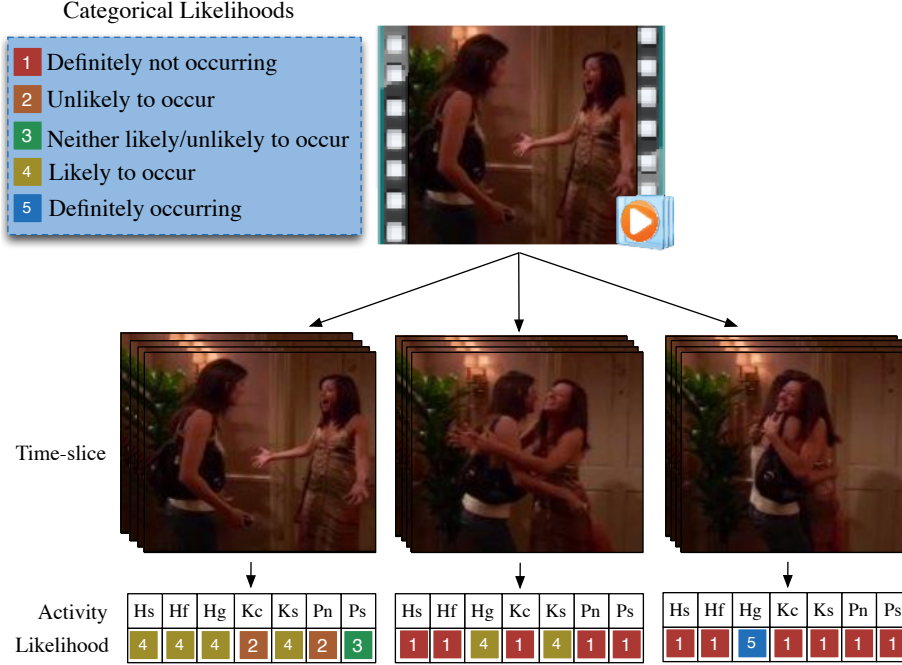 Categorical Likelihoods
1 Definitely not occurring
2 Unlikely to occur
3 Neither likely/unlikely to occur
4 Likely to occur
5 Definitely occurring
Time-slice
Activity Hs Hf Hg Kc Ks Pn Ps Hs Hf Hg Kc Ks Pn Ps Hs Hf Hg Kc Ks Pn Ps
Likelihood 4 4 4 2 4 2 3 1 1 4 1 4 1 1 1 1 5 1 1 1 1